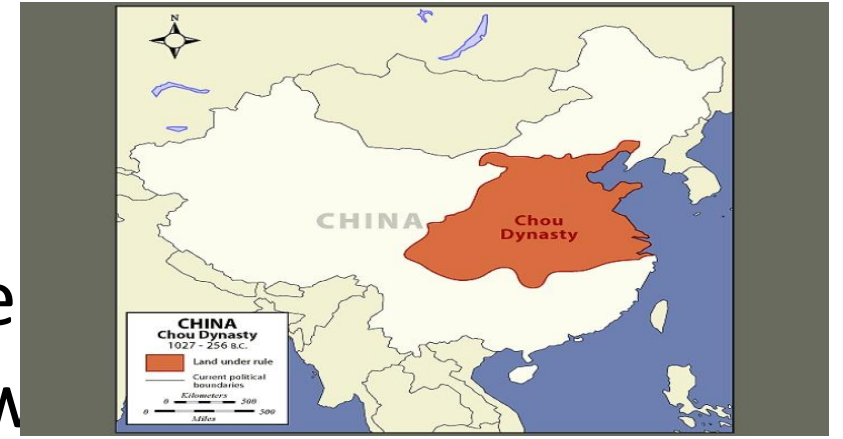 N
CHINA
Chou
Dynasty
e
w
CHINA
Chou Dynasty
1027 - 256 B.C.
Land under rule
Current political
boundaries
Kilometers
0 500
0 500
Miles